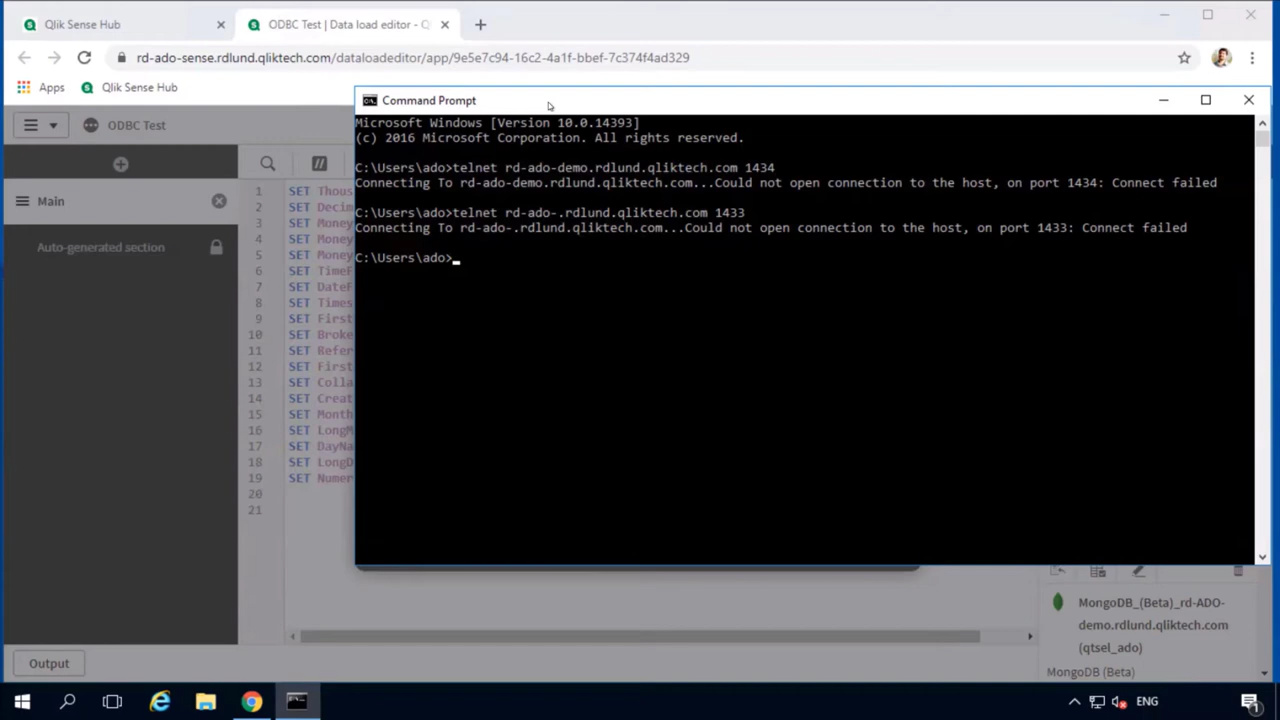 Qlik Sense Hub
ODBC Test | Data load editor - Q
rd-ado-sense.rdlund.qliktech.com/dataloadeditor/app/9e5e7c94-16c2-4a1f-bbef-7c374f4ad329
Apps
Qlik Sense Hub
Command Prompt
Microsoft Windows [Version 10.0.14393]
(c) 2016 Microsoft Corporation. All rights reserved.
C:\Users\ado>telnet rd-ado-demo.rdlund.qliktech.com 1434
Connecting To rd-ado-demo.rdlund.qliktech.com...Could not open connection to the host, on port 1434: Connect failed
C:\Users\ado>telnet rd-ado-.rdlund.qliktech.com 1433
Connecting To rd-ado-.rdlund.qliktech.com...Could not open connection to the host, on port 1433: Connect failed
C:\Users\ado>
ODBC Test
Main
Auto-generated section
1 SET Thous
2 SET Decim
3 SET Money
4 SET Money
5 SET Money
6 SET TimeF
7 SET DateF
8 SET Times
9 SET First
10 SET Broke
11 SET Refer
12 SET First
13 SET Colla
14 SET Creat
15 SET Month
16 SET LongM
17 SET DayNa
18 SET LongD
19 SET Numer
20
21
MongoDB_(Beta)_rd-ADO-
demo.rdlund.qliktech.com
(qtsel_ado)
MongoDB (Beta)
Output
ENG
1